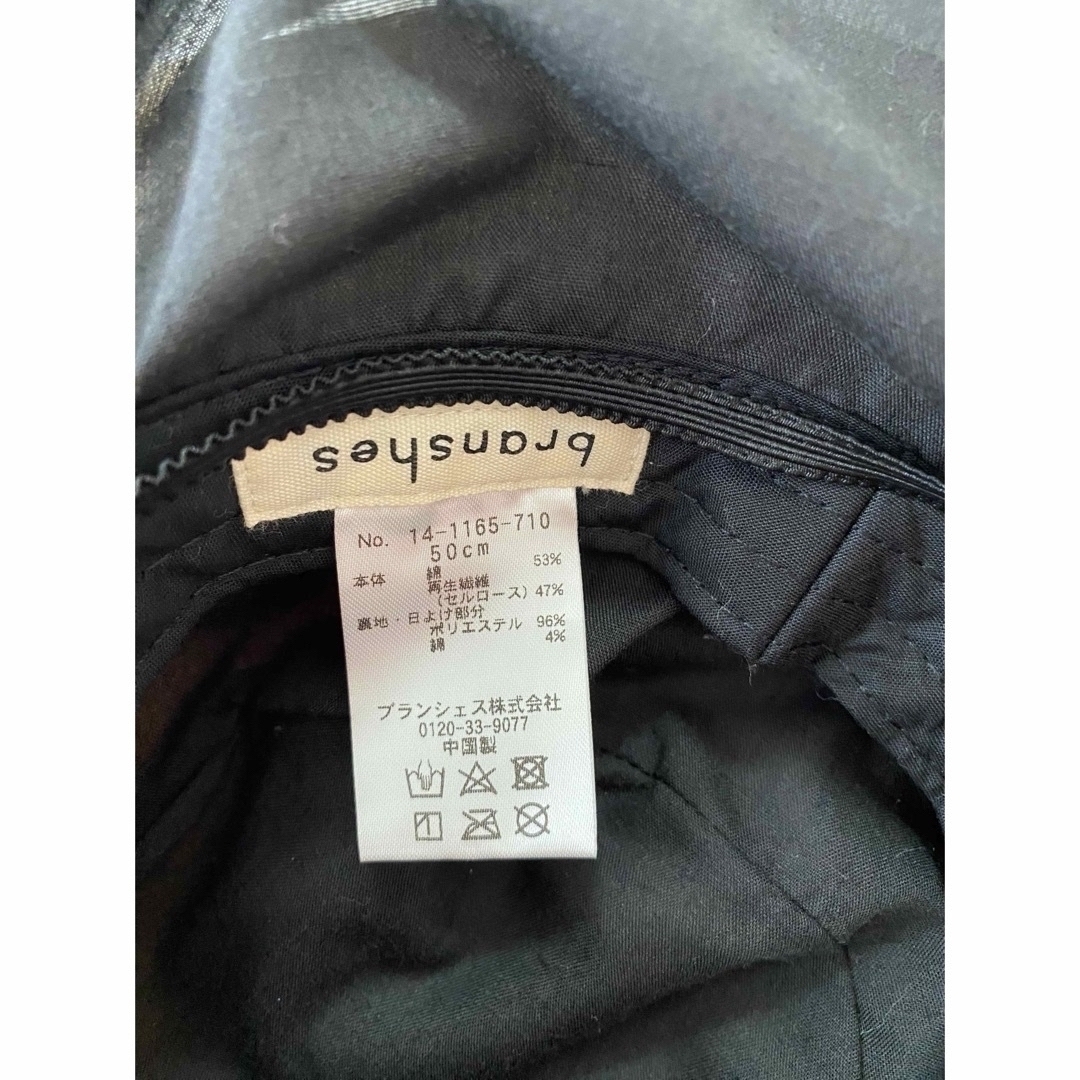 branshes
No. 14-1165-710
50cm
本体 綿 53%
再生繊維
(セルロース) 47%
裏地・日よけ部分
ポリエステル 96%
綿 4%
ブランシェス株式会社
0120-33-9077
中国製